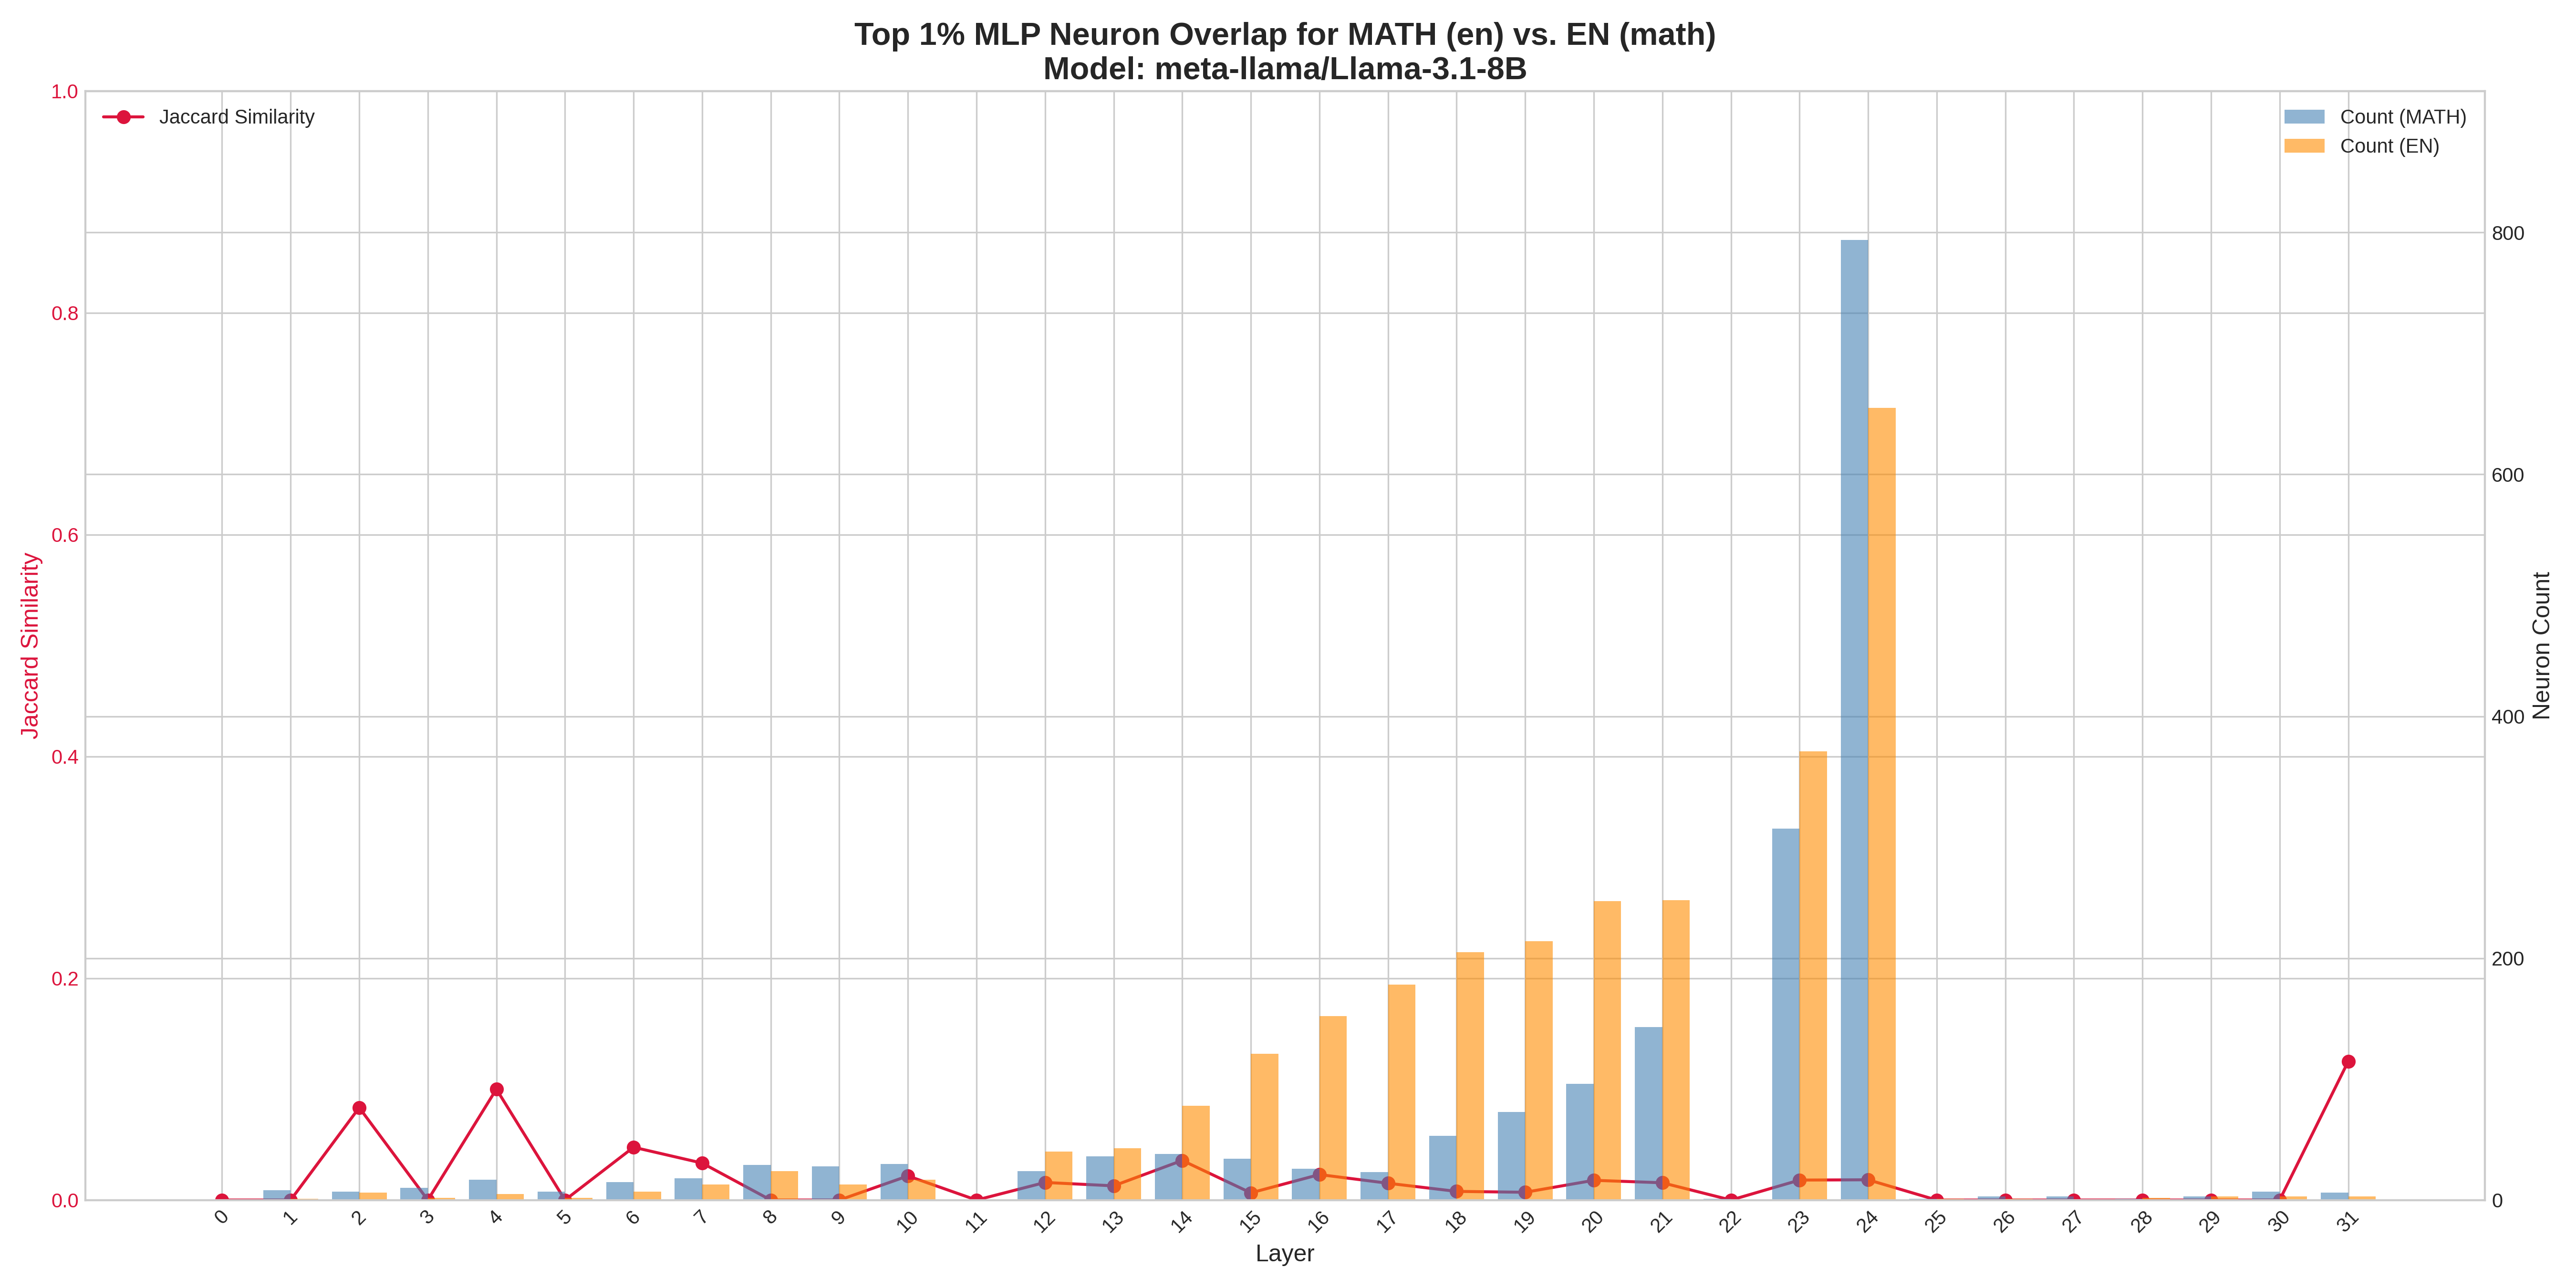 Top 1% MLP Neuron Overlap for MATH (en) vs. EN (math)
Model: meta-llama/Llama-3.1-8B
Jaccard Similarity
Count (MATH)
Count (EN)
1.0
0.8
0.6
0.4
0.2
0.0
Jaccard Similarity
800
600
400
200
0
Neuron Count
0 1 2 3 4 5 6 7 8 9 10 11 12 13 14 15 16 17 18 19 20 21 22 23 24 25 26 27 28 29 30 31
Layer